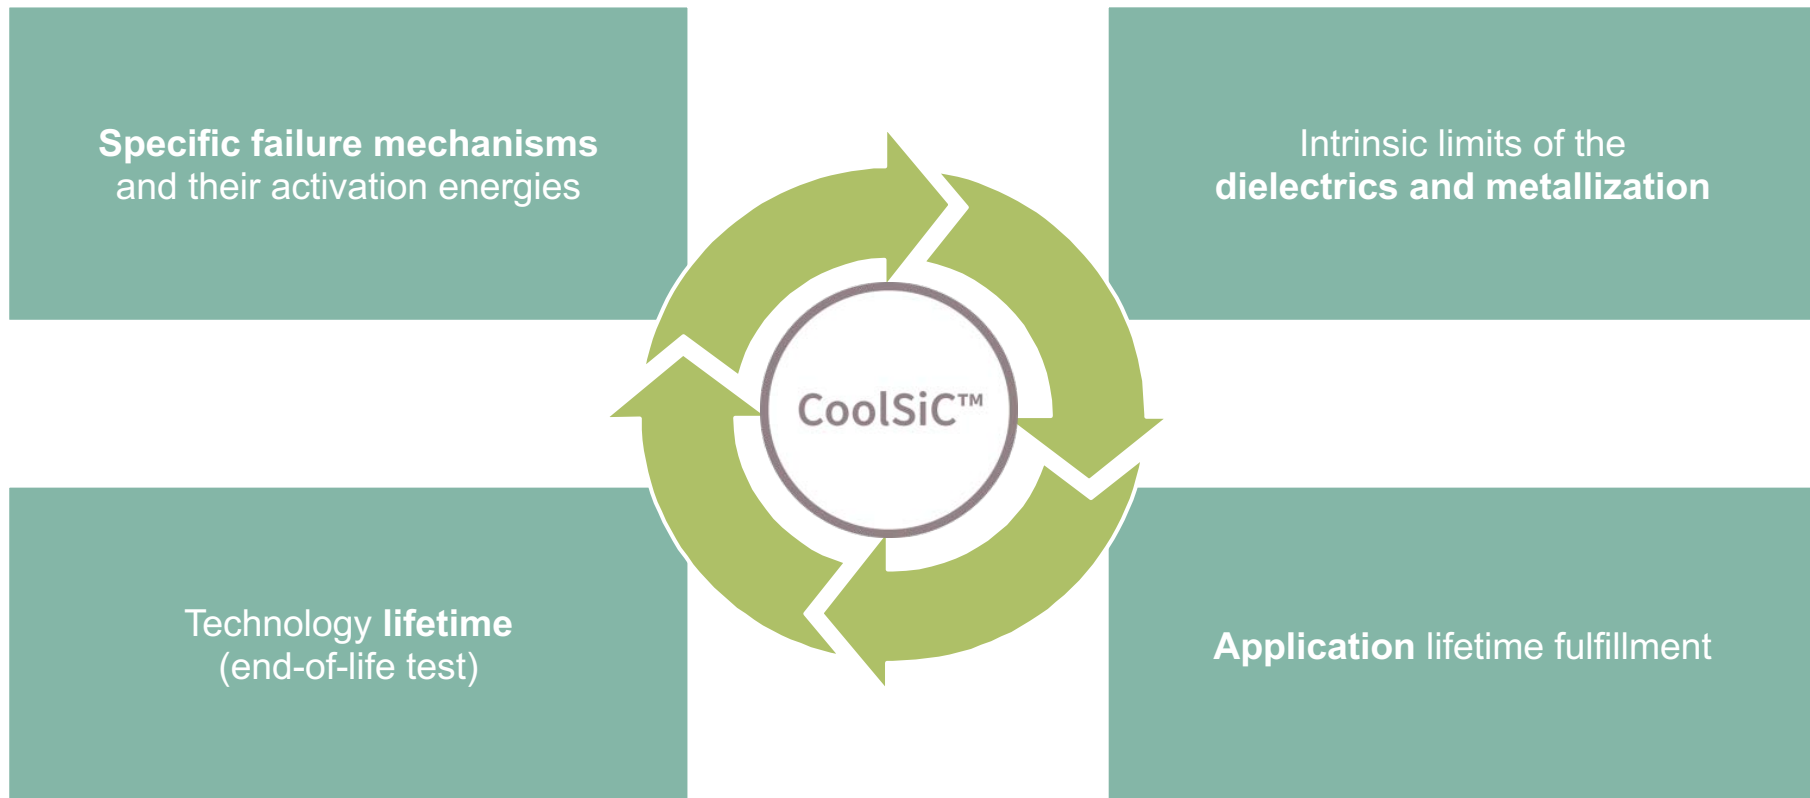 Specific failure mechanisms
and their activation energies
Intrinsic limits of the
dielectrics and metallization
CoolSiC™
Technology lifetime
(end-of-life test)
Application lifetime fulfillment